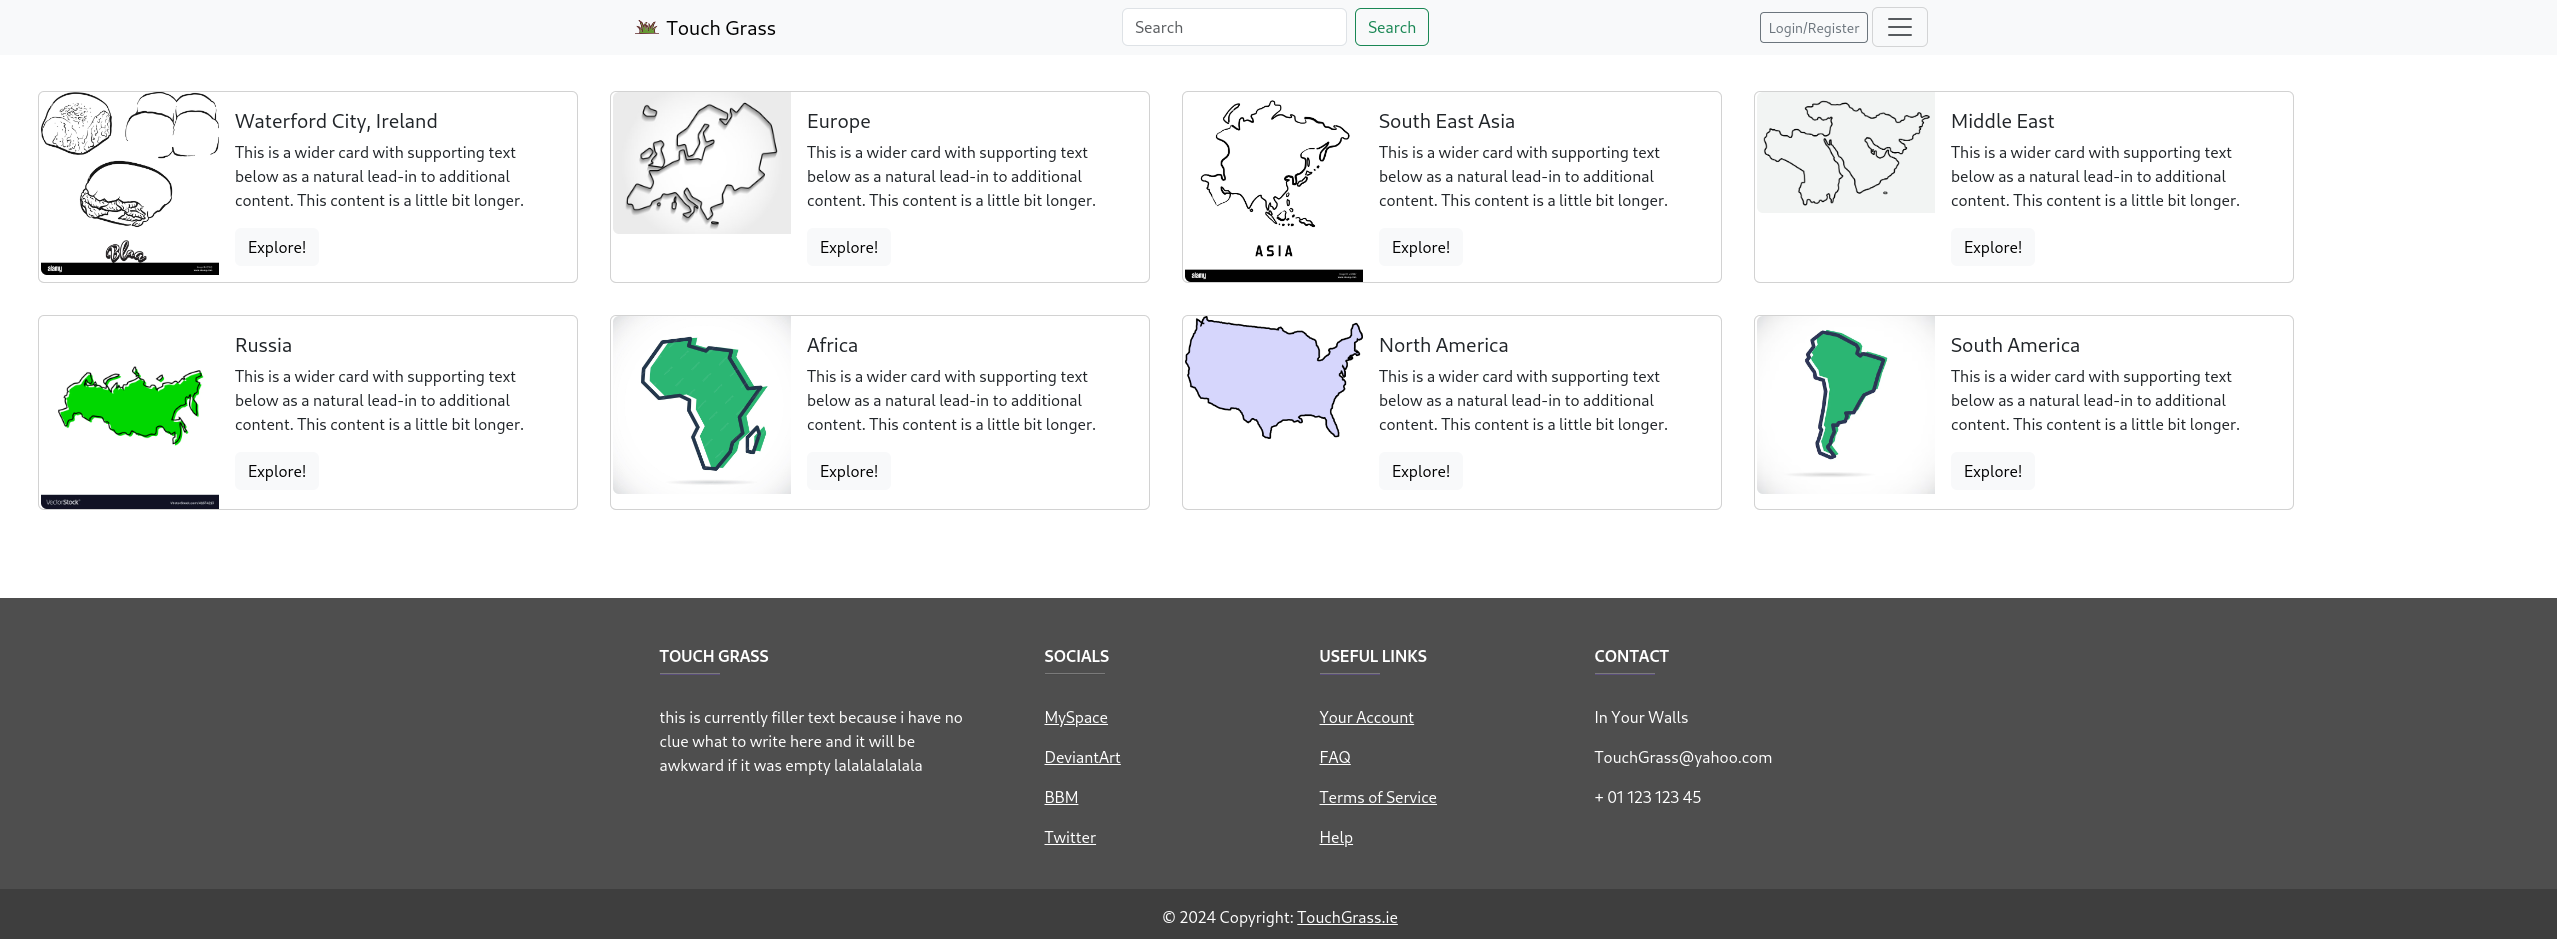 Touch Grass
Search
Search
Login/Register
Waterford City, Ireland
This is a wider card with supporting text
below as a natural lead-in to additional
content. This content is a little bit longer.
Explore!
Blaa
alamy
Europe
This is a wider card with supporting text
below as a natural lead-in to additional
content. This content is a little bit longer.
Explore!
South East Asia
This is a wider card with supporting text
below as a natural lead-in to additional
content. This content is a little bit longer.
Explore!
ASIA
alamy
Middle East
This is a wider card with supporting text
below as a natural lead-in to additional
content. This content is a little bit longer.
Explore!
Russia
This is a wider card with supporting text
below as a natural lead-in to additional
content. This content is a little bit longer.
Explore!
VectorStock
Africa
This is a wider card with supporting text
below as a natural lead-in to additional
content. This content is a little bit longer.
Explore!
North America
This is a wider card with supporting text
below as a natural lead-in to additional
content. This content is a little bit longer.
Explore!
South America
This is a wider card with supporting text
below as a natural lead-in to additional
content. This content is a little bit longer.
Explore!
TOUCH GRASS
this is currently filler text because i have no
clue what to write here and it will be
awkward if it was empty lalalalalalala
SOCIALS
MySpace
DeviantArt
BBM
Twitter
USEFUL LINKS
Your Account
FAQ
Terms of Service
Help
CONTACT
In Your Walls
TouchGrass@yahoo.com
+ 01 123 123 45
© 2024 Copyright: TouchGrass.ie